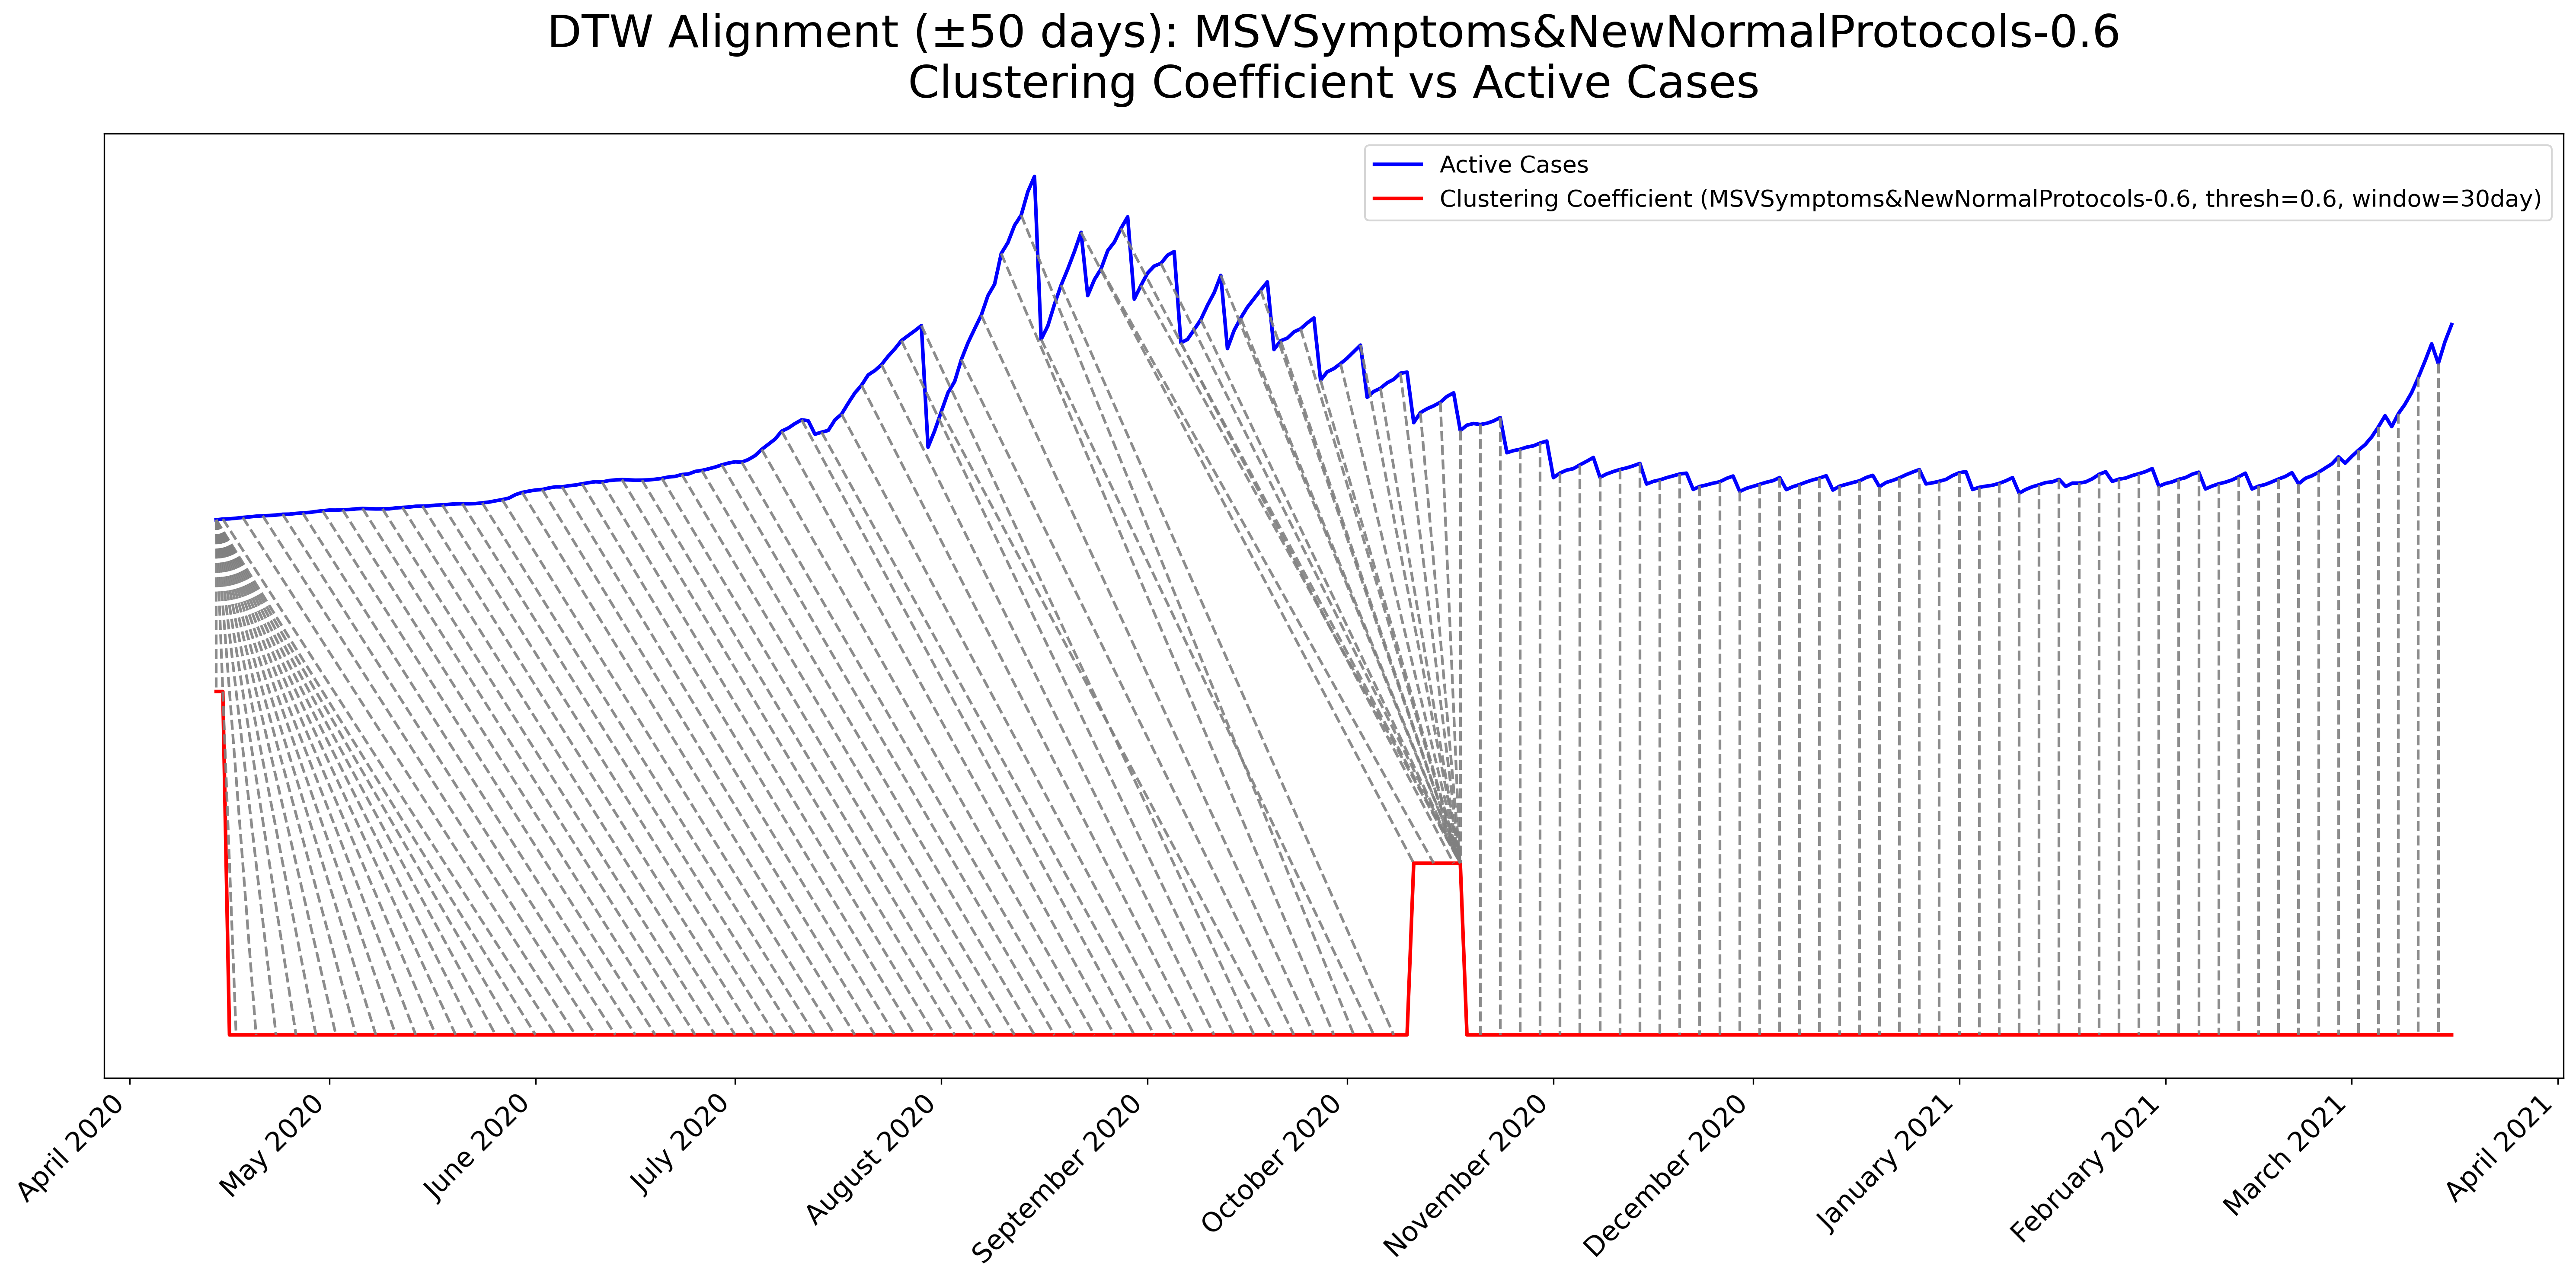 DTW Alignment (±50 days): MSVSymptoms&NewNormalProtocols-0.6
Clustering Coefficient vs Active Cases
Active Cases
Clustering Coefficient (MSVSymptoms&NewNormalProtocols-0.6, thresh=0.6, window=30day)
April 2020
May 2020
June 2020
July 2020
August 2020
September 2020
October 2020
November 2020
December 2020
January 2021
February 2021
March 2021
April 2021